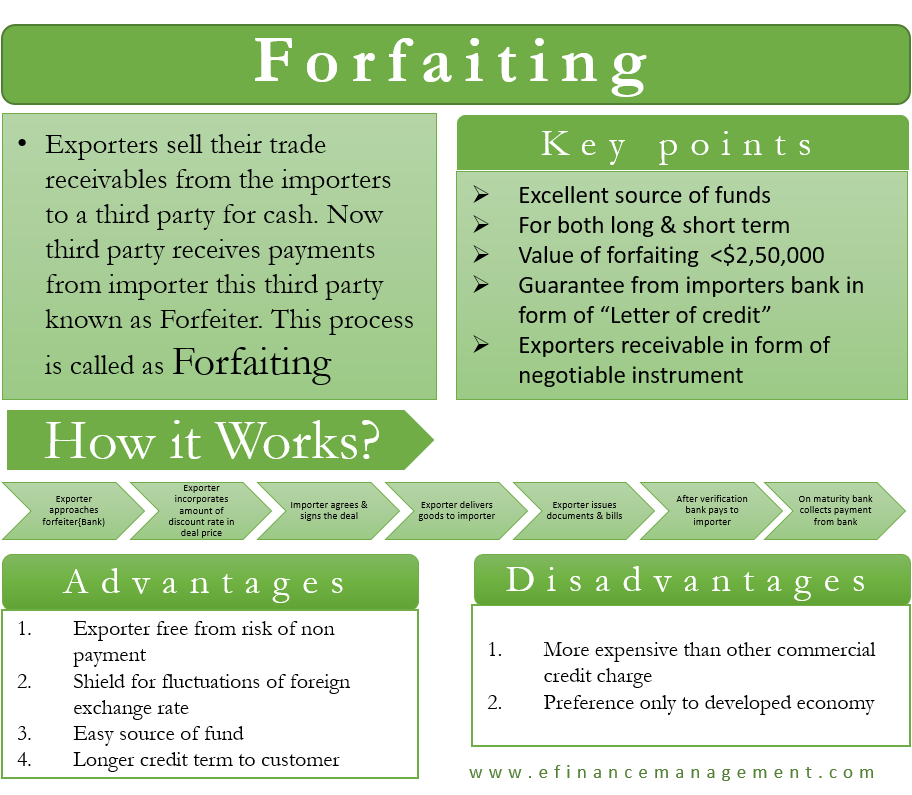 Forfaiting
• Exporters sell their trade
receivables from the importers
to a third party for cash. Now
third party receives payments
from importer this third party
known as Forfeiter. This process
is called as Forfaiting
Key points
➢ Excellent source of funds
➢ For both long & short term
➢ Value of forfaiting <$2,50,000
➢ Guarantee from importers bank in
form of “Letter of credit”
➢ Exporters receivable in form of
negotiable instrument
How it Works?
Exporter
approaches
forfeiter{Bank)
Exporter
incorporates
amount of
discount rate in
deal price
Importer agrees &
signs the deal
Exporter delivers
goods to importer
Exporter issues
documents & bills
After verification
bank pays to
importer
On maturity bank
collects payment
from bank
Advantages
1. Exporter free from risk of non
payment
2. Shield for fluctuations of foreign
exchange rate
3. Easy source of fund
4. Longer credit term to customer
Disadvantages
1. More expensive than other commercial
credit charge
2. Preference only to developed economy
www.efinancemanagement.com